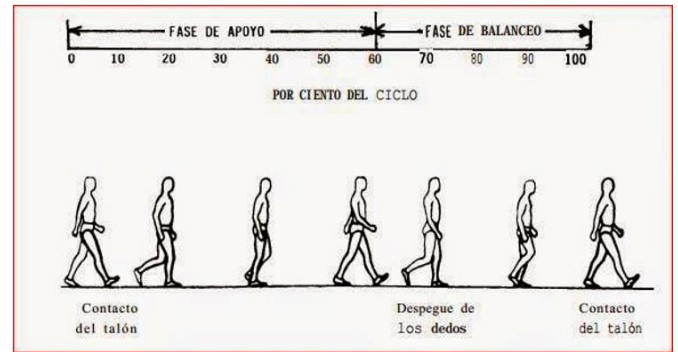 FASE DE APOYO FASE DE BALANCEO
0 10 20 30 40 50 60 70 80 90 100
POR CIENTO DEL CICLO
Contacto Despegue de Contacto
del talón los dedos del talón